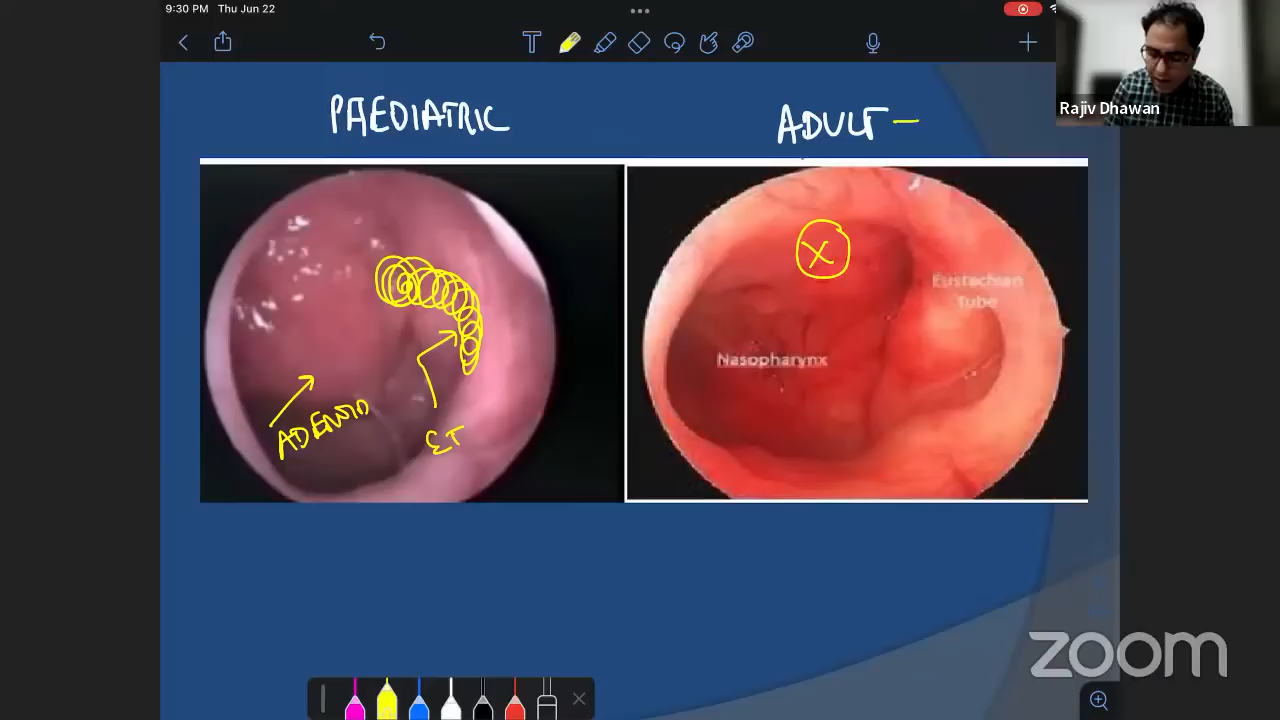 9:30 PM Thu Jun 22
T
Rajiv Dhawan
PAEDIATRIC
ADULT –
X
Eustachian
Tube
Nasopharynx
ADENOID
ET
zoom